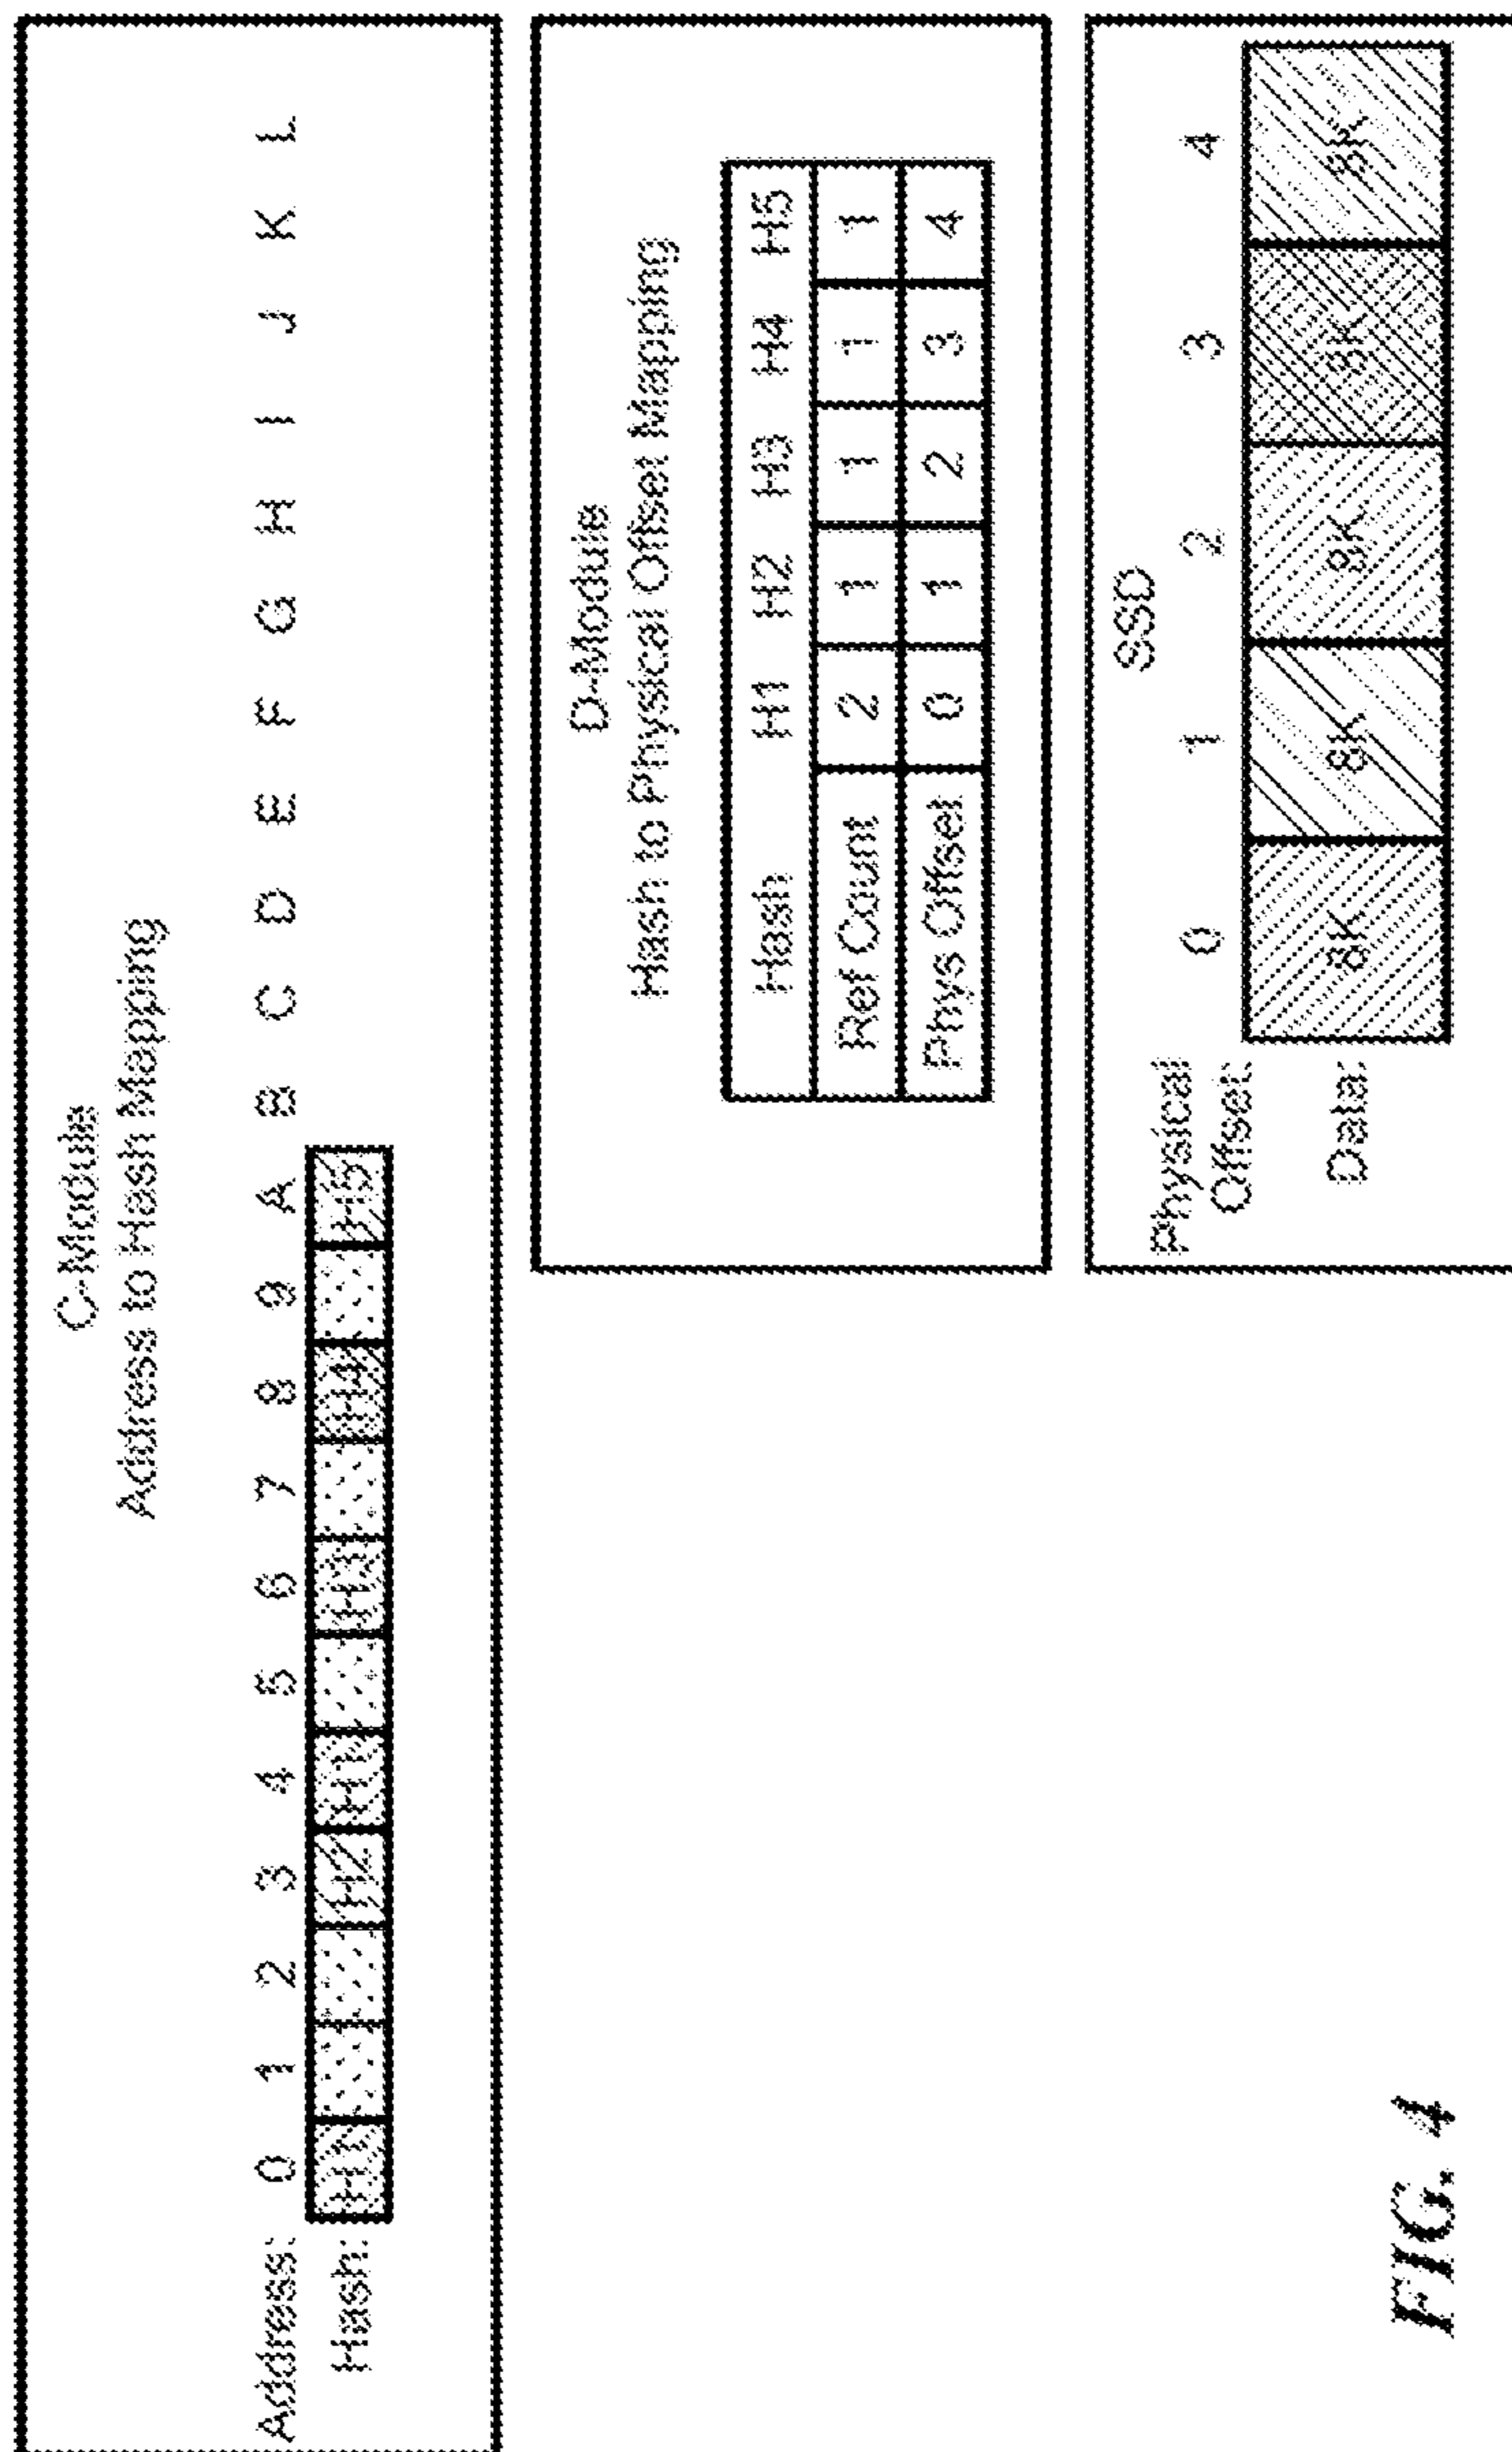 C-Module
Address to Hash Mapping
Address: 0 1 2 3 4 5 6 7 8 9 A B C D E F G H I J K L
Hash: H1 H2 H1 H3 H4 H5
D-Module
Hash to Physical Offset Mapping
Hash H1 H2 H3 H4 H5
Ref Count 2 1 1 1 1
Phys Offset 0 1 2 3 4
SSD
Physical
Offset: 0 1 2 3 4
Data: 8K 8K 8K 8K 8K
FIG. 4